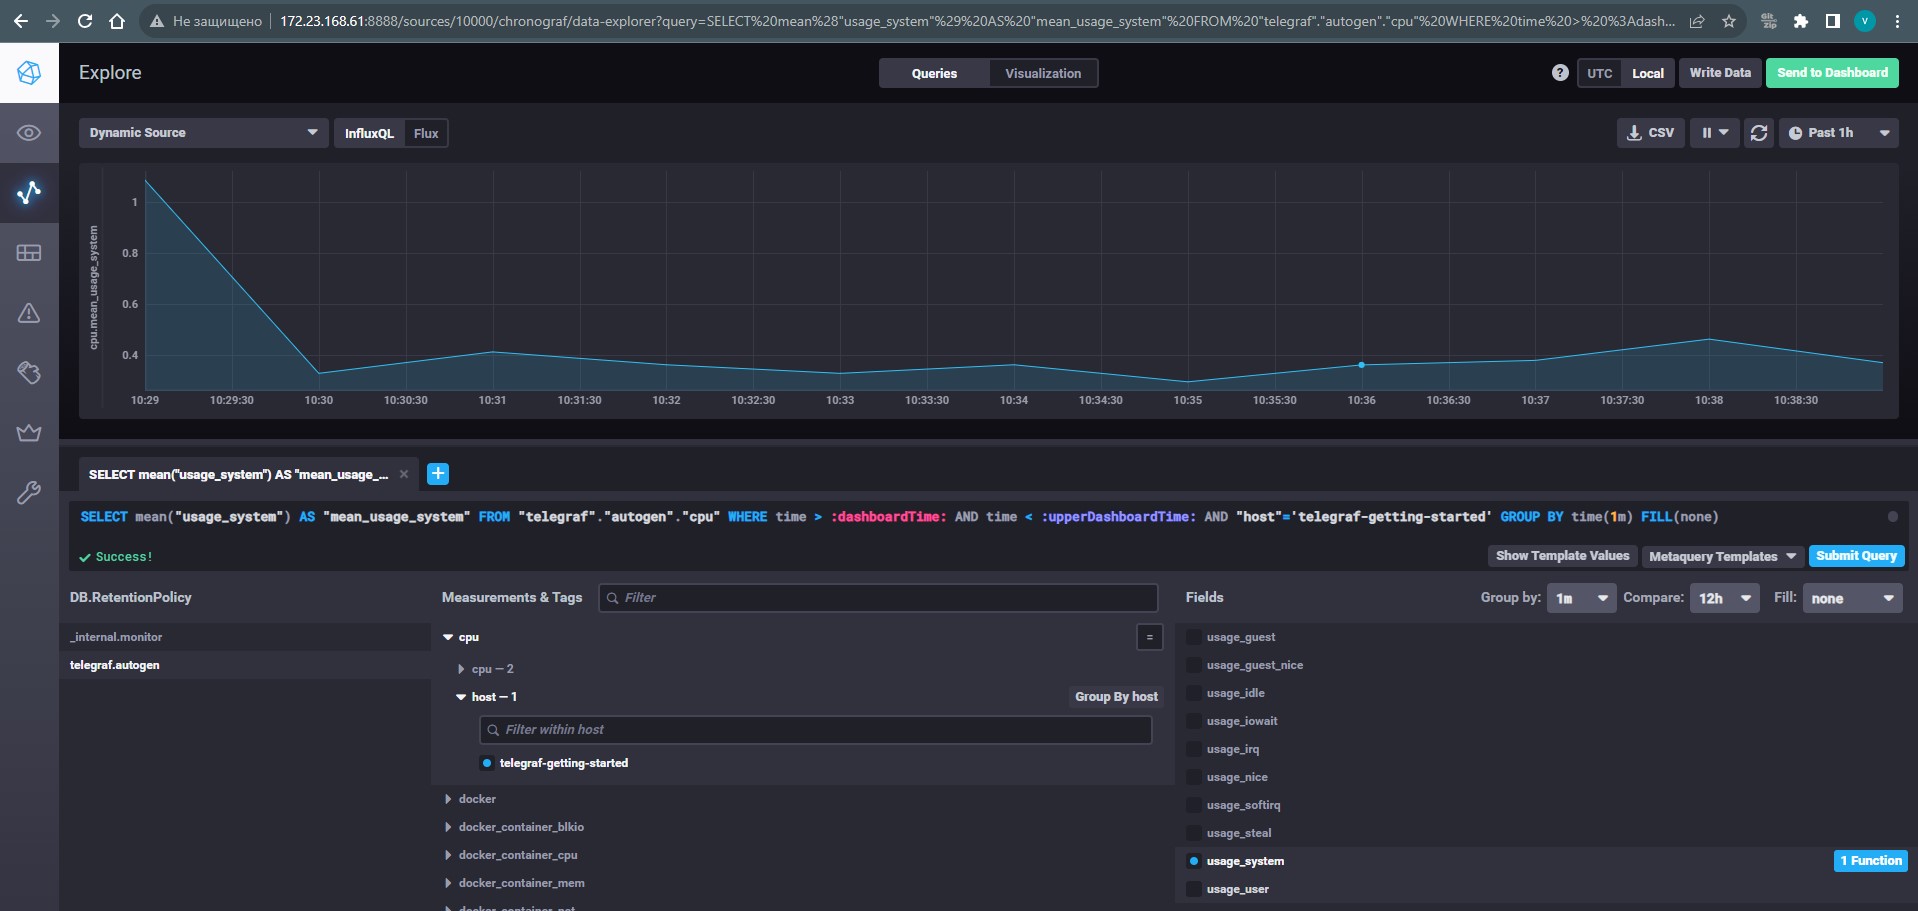 Не защищено 172.23.168.61:8888/sources/10000/chronograf/data-explorer?query=SELECT%20mean%28"usage_system"%29%20AS%20"mean_usage_system"%20FROM%20"telegraf"."autogen"."cpu"%20WHERE%20time%20>%20%3Adash...
Git Zip
V
Explore
Queries Visualization
? UTC Local Write Data Send to Dashboard
Dynamic Source InfluxQL Flux
CSV Past 1h
cpu.mean_usage_system
1
0.8
0.6
0.4
10:29 10:29:30 10:30 10:30:30 10:31 10:31:30 10:32 10:32:30 10:33 10:33:30 10:34 10:34:30 10:35 10:35:30 10:36 10:36:30 10:37 10:37:30 10:38 10:38:30
SELECT mean("usage_system") AS "mean_usage_... × +
SELECT mean("usage_system") AS "mean_usage_system" FROM "telegraf"."autogen"."cpu" WHERE time > :dashboardTime: AND time < :upperDashboardTime: AND "host"='telegraf-getting-started' GROUP BY time(1m) FILL(none)
Success!
Show Template Values Metaquery Templates Submit Query
DB.RetentionPolicy
_internal.monitor
telegraf.autogen
Measurements & Tags Filter
cpu =
cpu — 2
host — 1 Group By host
Filter within host
telegraf-getting-started
docker
docker_container_blkio
docker_container_cpu
docker_container_mem
docker_container_net
Fields Group by: 1m Compare: 12h Fill: none
usage_guest
usage_guest_nice
usage_idle
usage_iowait
usage_irq
usage_nice
usage_softirq
usage_steal
usage_system 1 Function
usage_user